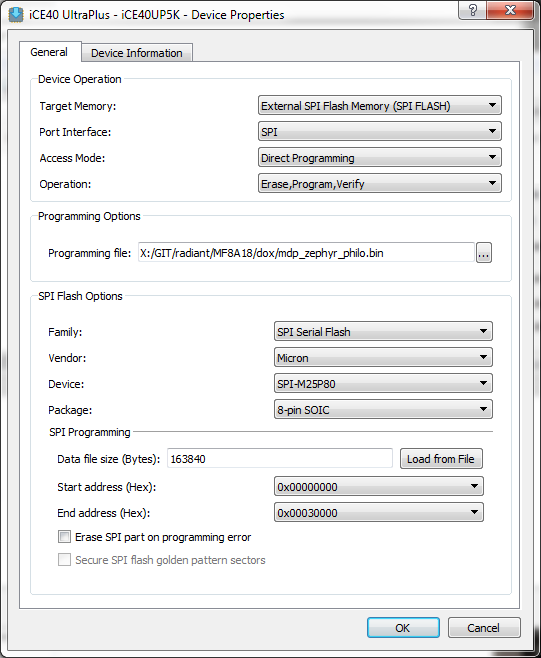 iCE40 UltraPlus - iCE40UP5K - Device Properties
General
Device Information
Device Operation
Target Memory: External SPI Flash Memory (SPI FLASH)
Port Interface: SPI
Access Mode: Direct Programming
Operation: Erase,Program,Verify
Programming Options
Programming file: X:/GIT/radiant/MF8A18/dox/mdp_zephyr_philo.bin ...
SPI Flash Options
Family: SPI Serial Flash
Vendor: Micron
Device: SPI-M25P80
Package: 8-pin SOIC
SPI Programming
Data file size (Bytes): 163840 Load from File
Start address (Hex): 0x00000000
End address (Hex): 0x00030000
Erase SPI part on programming error
Secure SPI flash golden pattern sectors
OK Cancel